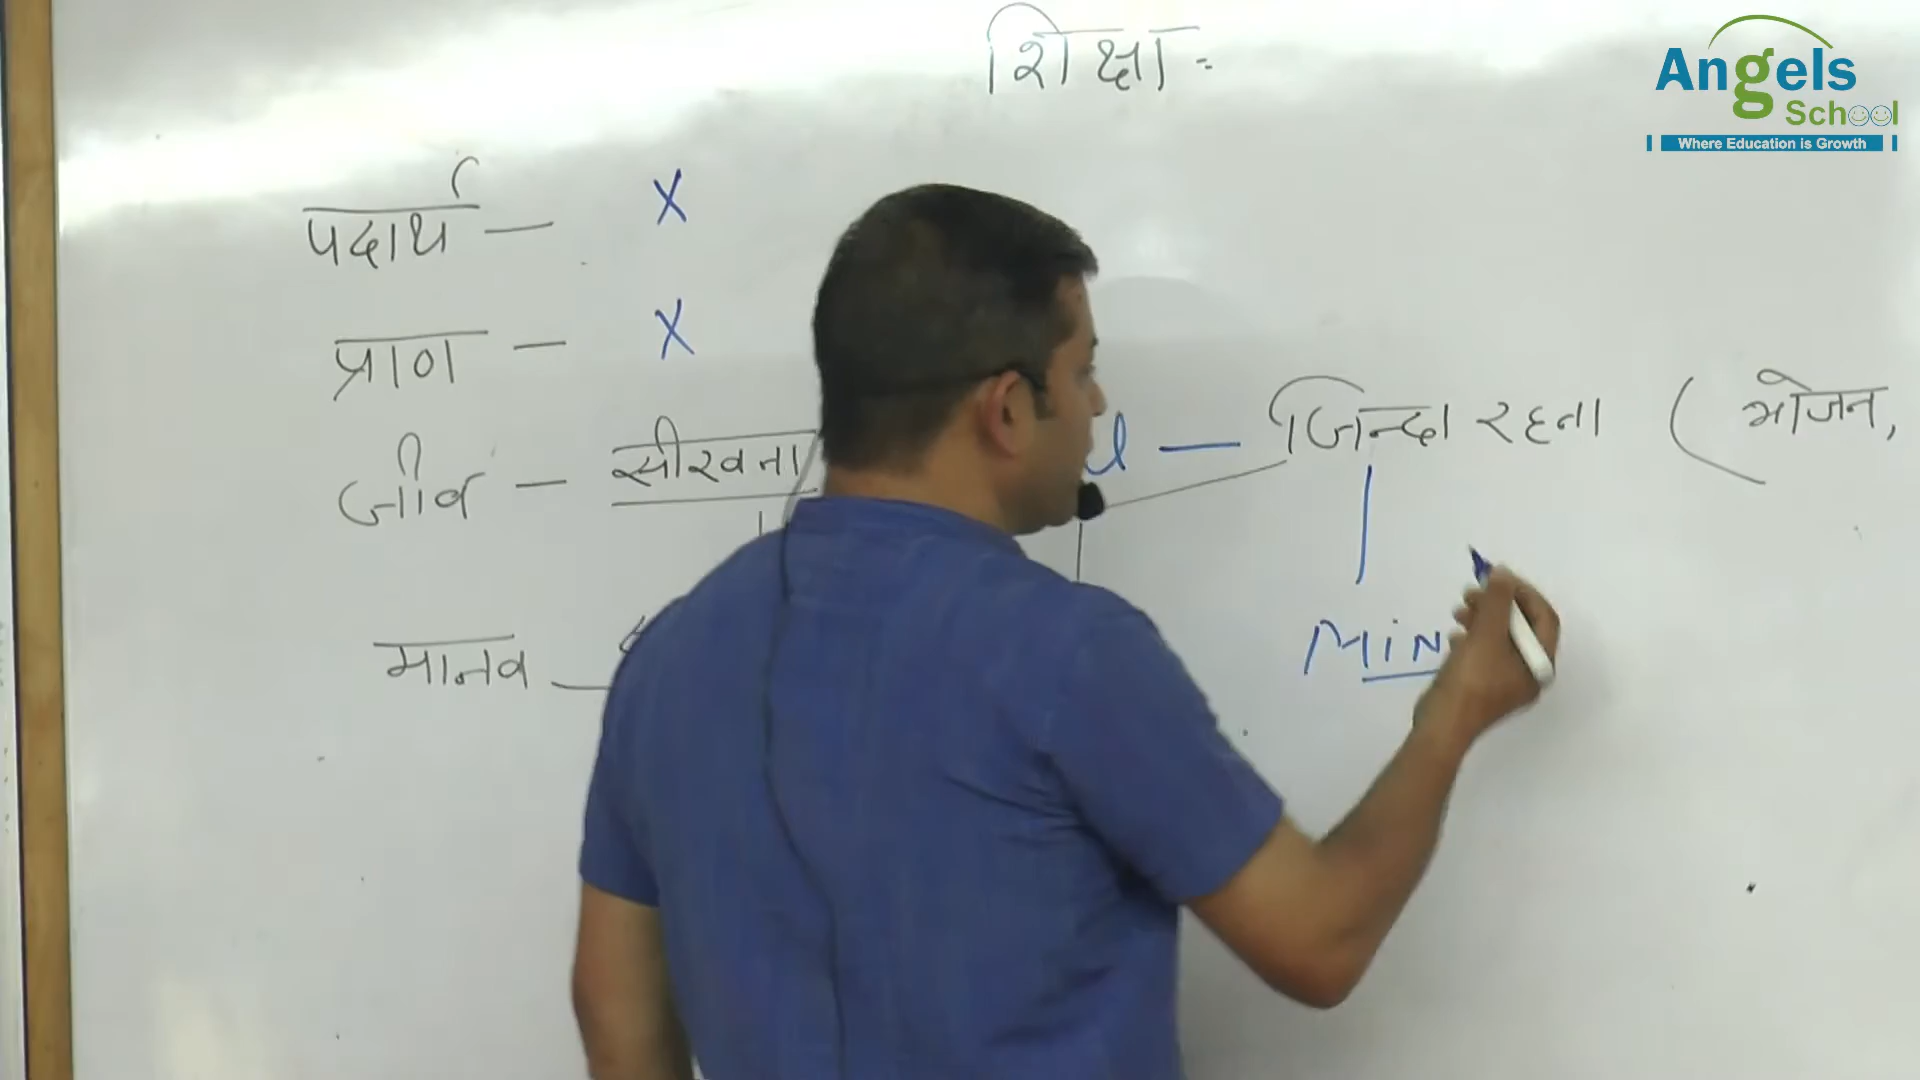 शिक्षा :-
Angels
School
Where Education is Growth
पदार्थ — X
प्राण — X
जीव — सीखना — जिन्दा रहना ( भोजन,
मानव —
MIN